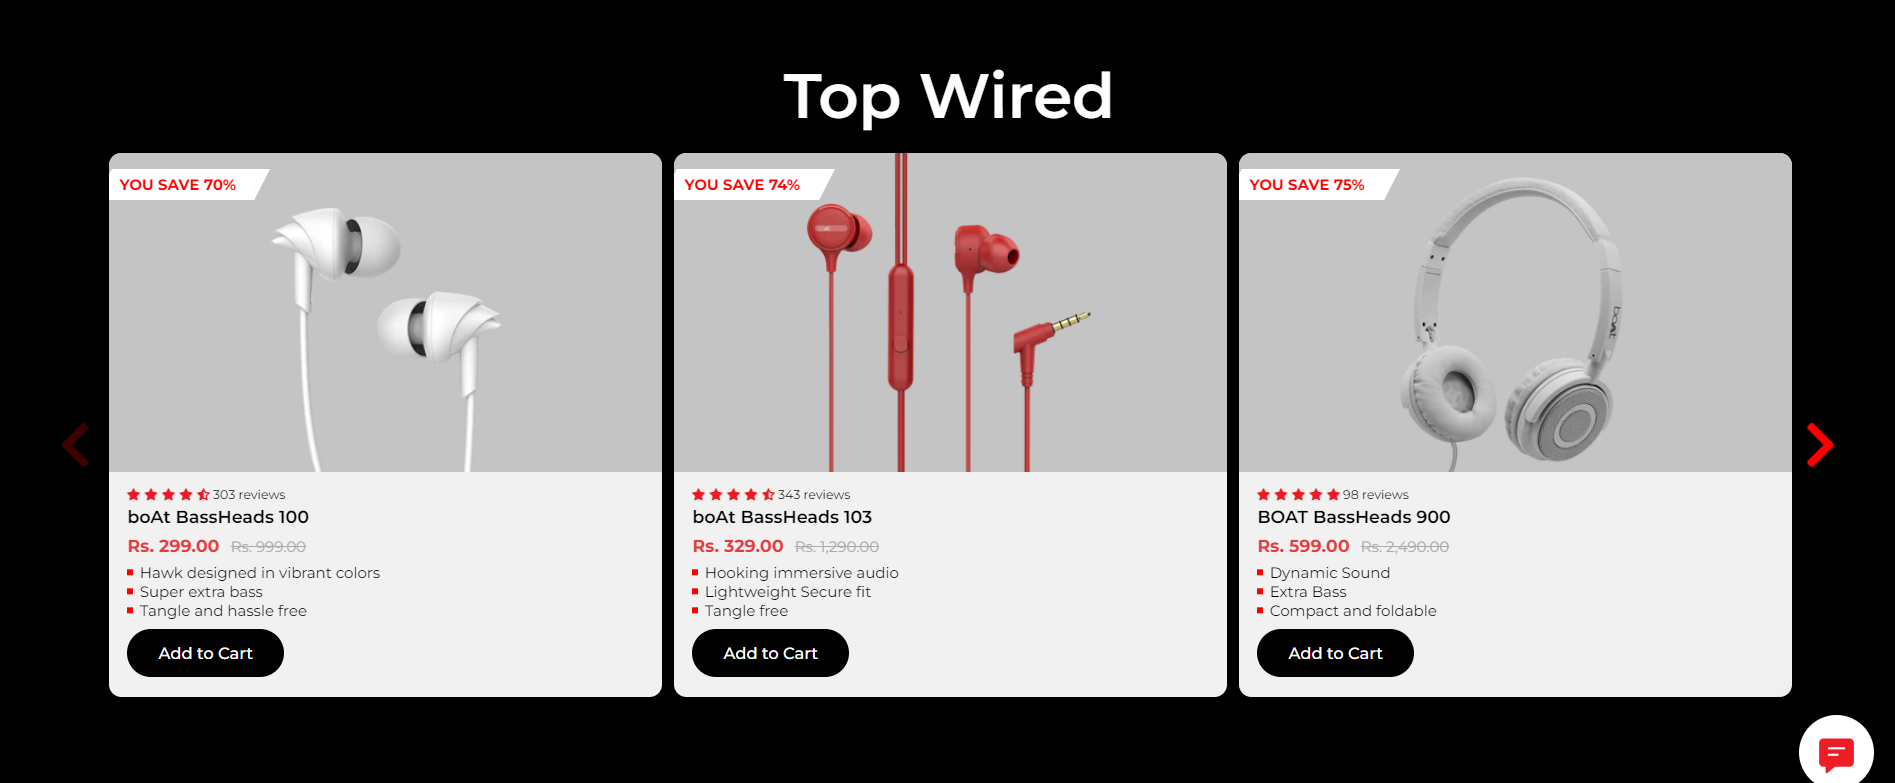 Top Wired
YOU SAVE 70%
303 reviews
boAt BassHeads 100
Rs. 299.00 Rs. 999.00
Hawk designed in vibrant colors
Super extra bass
Tangle and hassle free
Add to Cart
YOU SAVE 74%
343 reviews
boAt BassHeads 103
Rs. 329.00 Rs. 1,290.00
Hooking immersive audio
Lightweight Secure fit
Tangle free
Add to Cart
YOU SAVE 75%
boAt
98 reviews
BOAT BassHeads 900
Rs. 599.00 Rs. 2,490.00
Dynamic Sound
Extra Bass
Compact and foldable
Add to Cart